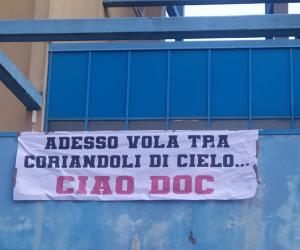 ADESSO VOLA TRA
CORIANDOLI DI CIELO...
CIAO DOC